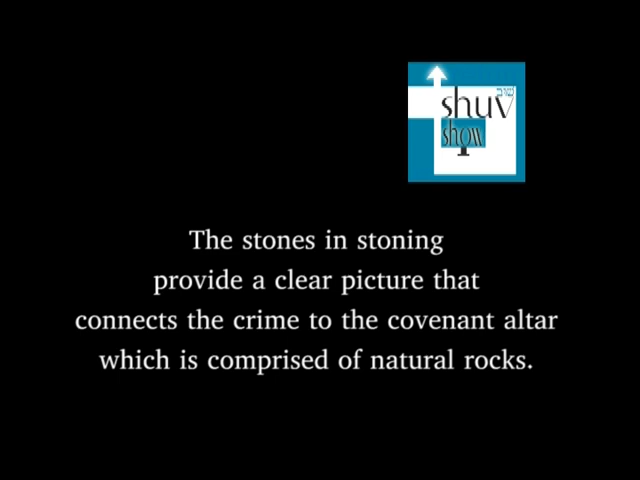 שוב
shuv
show
The stones in stoning
provide a clear picture that
connects the crime to the covenant altar
which is comprised of natural rocks.